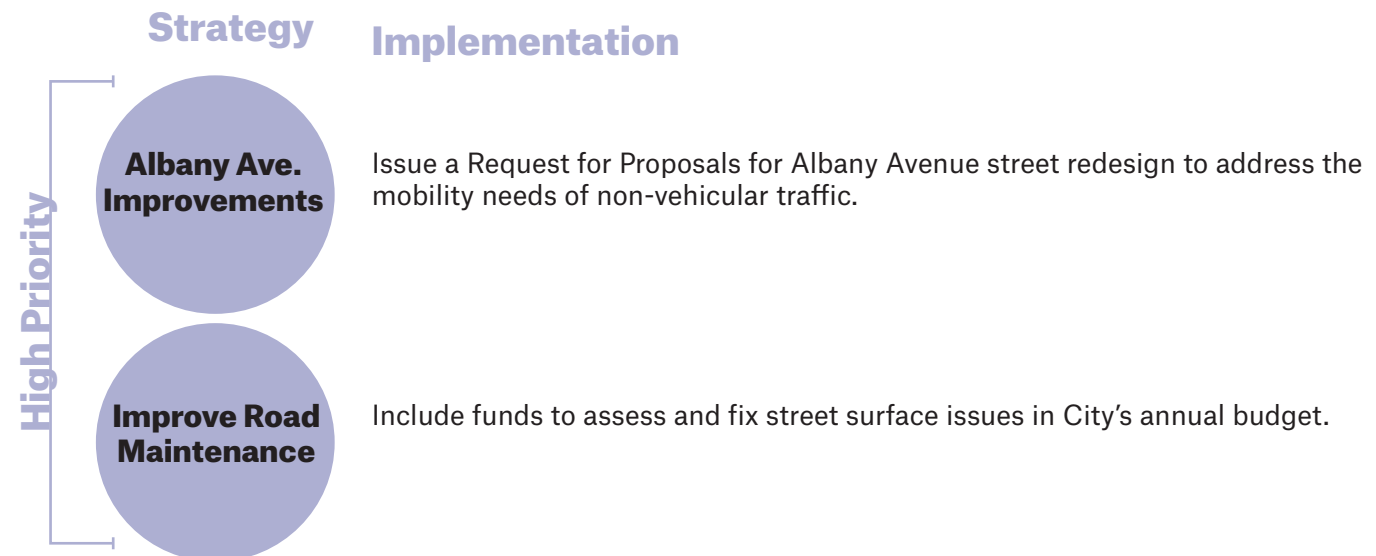 Strategy
Implementation
High Priority
Albany Ave.
Improvements
Issue a Request for Proposals for Albany Avenue street redesign to address the
mobility needs of non-vehicular traffic.
Improve Road
Maintenance
Include funds to assess and fix street surface issues in City’s annual budget.